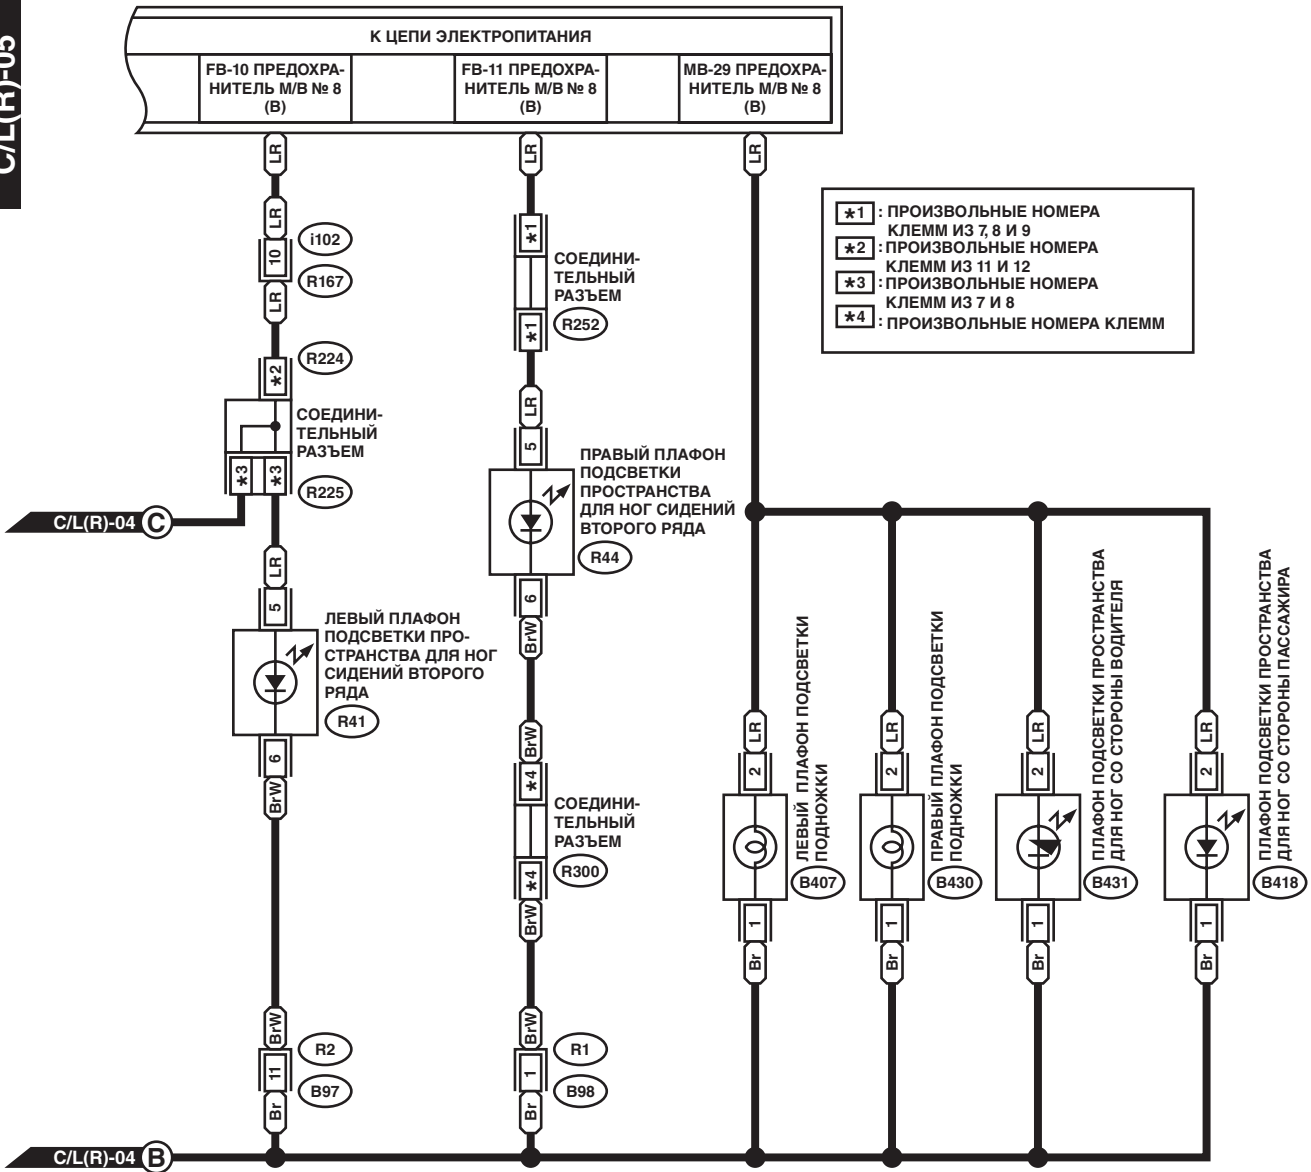 C/L(R)-05
К ЦЕПИ ЭЛЕКТРОПИТАНИЯ
FB-10 ПРЕДОХРА-
НИТЕЛЬ М/В № 8
(B)
FB-11 ПРЕДОХРА-
НИТЕЛЬ М/В № 8
(B)
MB-29 ПРЕДОХРА-
НИТЕЛЬ М/В № 8
(B)
LR
LR
LR
*1 : ПРОИЗВОЛЬНЫЕ НОМЕРА
КЛЕММ ИЗ 7, 8 И 9
*2 : ПРОИЗВОЛЬНЫЕ НОМЕРА
КЛЕММ ИЗ 11 И 12
*3 : ПРОИЗВОЛЬНЫЕ НОМЕРА
КЛЕММ ИЗ 7 И 8
*4 : ПРОИЗВОЛЬНЫЕ НОМЕРА КЛЕММ
LR
10
LR
i102
R167
*2
R224
СОЕДИНИ-
ТЕЛЬНЫЙ
РАЗЪЕМ
*3
*3
R225
C/L(R)-04 C
LR
5
ЛЕВЫЙ ПЛАФОН
ПОДСВЕТКИ ПРО-
СТРАНСТВА ДЛЯ НОГ
СИДЕНИЙ ВТОРОГО
РЯДА
R41
6
BrW
BrW
11
Br
R2
B97
*1
СОЕДИНИ-
ТЕЛЬНЫЙ
РАЗЪЕМ
*1
R252
LR
5
ПРАВЫЙ ПЛАФОН
ПОДСВЕТКИ
ПРОСТРАНСТВА
ДЛЯ НОГ СИДЕНИЙ
ВТОРОГО РЯДА
R44
6
BrW
BrW
*4
СОЕДИНИ-
ТЕЛЬНЫЙ
РАЗЪЕМ
*4
R300
BrW
BrW
1
Br
R1
B98
LR
2
ЛЕВЫЙ ПЛАФОН ПОДСВЕТКИ
ПОДНОЖКИ
B407
1
Br
LR
2
ПРАВЫЙ ПЛАФОН ПОДСВЕТКИ
ПОДНОЖКИ
B430
1
Br
LR
2
ПЛАФОН ПОДСВЕТКИ ПРОСТРАНСТВА
ДЛЯ НОГ СО СТОРОНЫ ВОДИТЕЛЯ
B431
1
Br
LR
2
ПЛАФОН ПОДСВЕТКИ ПРОСТРАНСТВА
ДЛЯ НОГ СО СТОРОНЫ ПАССАЖИРА
B418
1
Br
C/L(R)-04 B